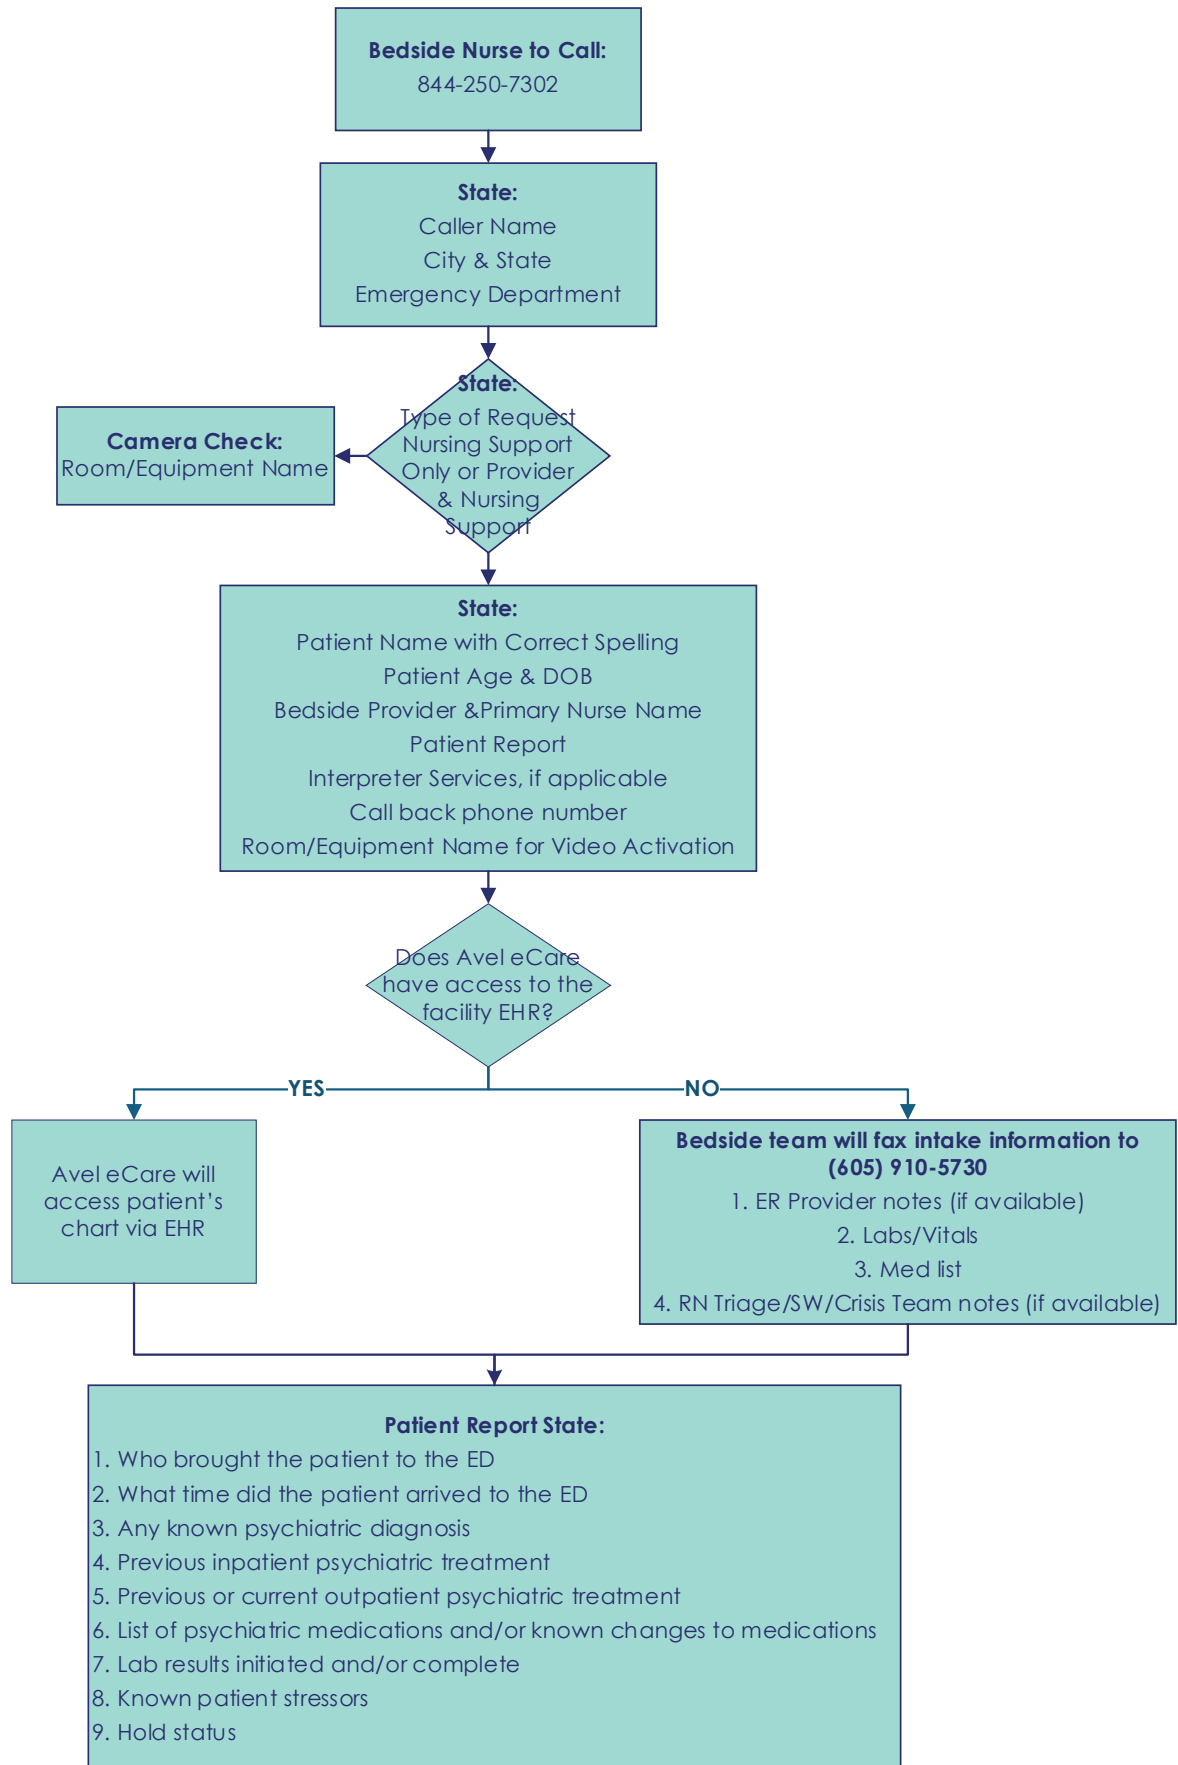 Bedside Nurse to Call:
844-250-7302
State:
Caller Name
City & State
Emergency Department
State:
Type of Request
Nursing Support
Only or Provider
& Nursing
Support
Camera Check:
Room/Equipment Name
State:
Patient Name with Correct Spelling
Patient Age & DOB
Bedside Provider &Primary Nurse Name
Patient Report
Interpreter Services, if applicable
Call back phone number
Room/Equipment Name for Video Activation
Does Avel eCare
have access to the
facility EHR?
YES
NO
Avel eCare will
access patient's
chart via EHR
Bedside team will fax intake information to
(605) 910-5730
1. ER Provider notes (if available)
2. Labs/Vitals
3. Med list
4. RN Triage/SW/Crisis Team notes (if available)
Patient Report State:
1. Who brought the patient to the ED
2. What time did the patient arrived to the ED
3. Any known psychiatric diagnosis
4. Previous inpatient psychiatric treatment
5. Previous or current outpatient psychiatric treatment
6. List of psychiatric medications and/or known changes to medications
7. Lab results initiated and/or complete
8. Known patient stressors
9. Hold status